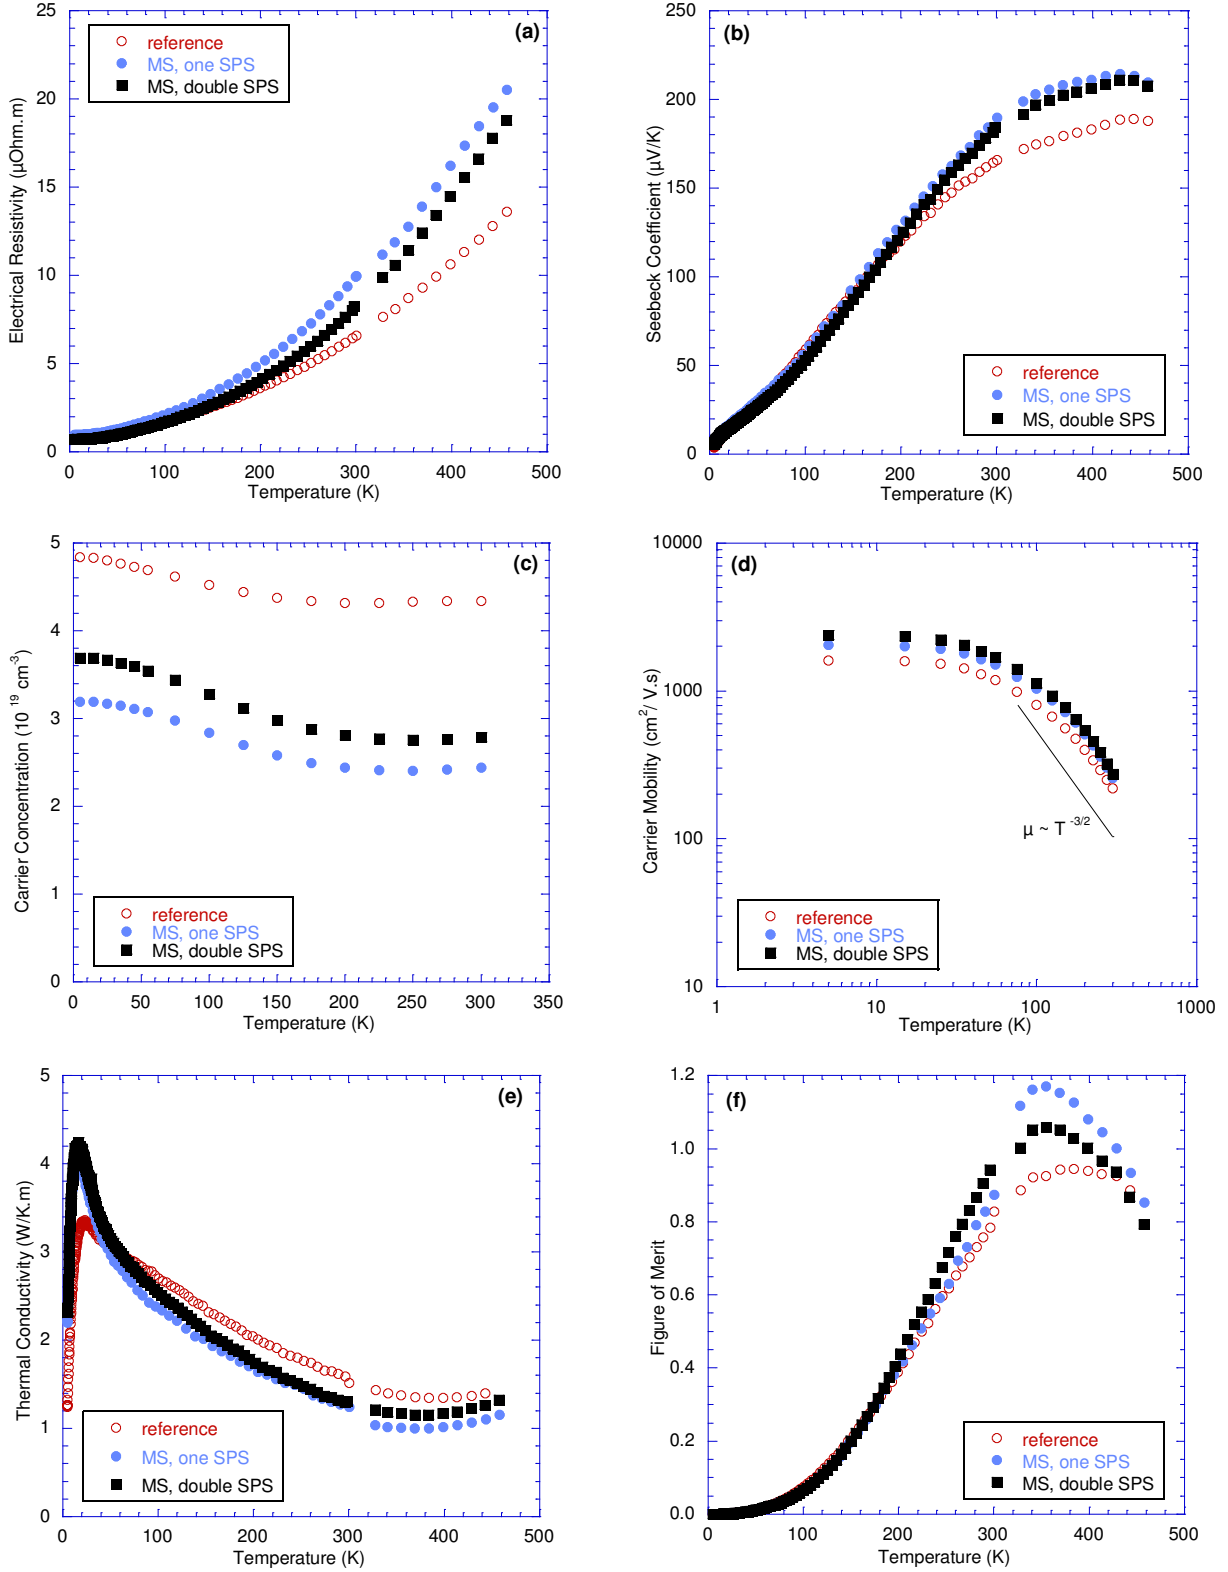 (a)
reference
MS, one SPS
MS, double SPS
Electrical Resistivity (µOhm.m)
25
20
15
10
5
0
0 100 200 300 400 500
Temperature (K)
(b)
Seebeck Coefficient (µV/K)
250
200
150
100
50
0
reference
MS, one SPS
MS, double SPS
0 100 200 300 400 500
Temperature (K)
(c)
Carrier Concentration (10 19 cm-3)
5
4
3
2
1
0
reference
MS, one SPS
MS, double SPS
0 50 100 150 200 250 300 350
Temperature (K)
(d)
Carrier Mobility (cm2/ V.s)
10000
1000
100
10
µ ~ T -3/2
reference
MS, one SPS
MS, double SPS
1 10 100 1000
Temperature (K)
(e)
Thermal Conductivity (W/K.m)
5
4
3
2
1
0
reference
MS, one SPS
MS, double SPS
0 100 200 300 400 500
Temperature (K)
(f)
Figure of Merit
1.2
1.0
0.8
0.6
0.4
0.2
0.0
reference
MS, one SPS
MS, double SPS
0 100 200 300 400 500
Temperature (K)